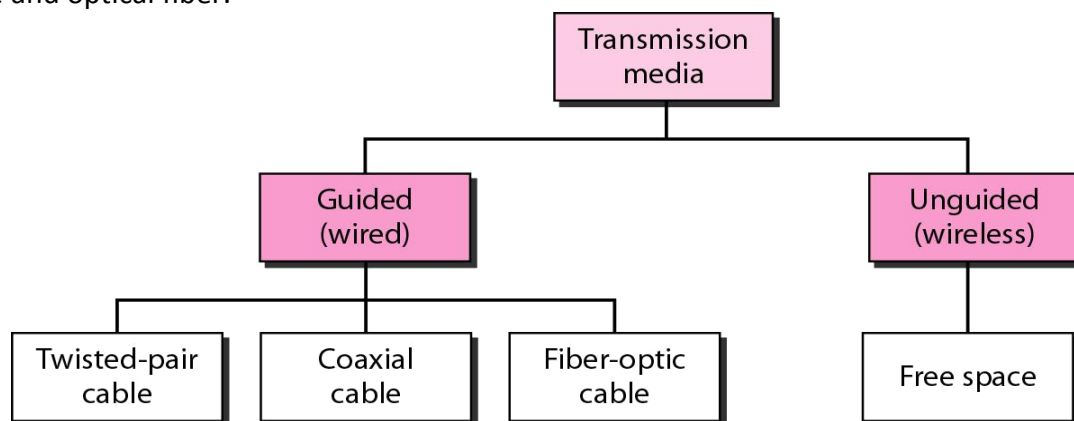 and optical fiber.
Transmission
media
Guided
(wired)
Unguided
(wireless)
Twisted-pair
cable
Coaxial
cable
Fiber-optic
cable
Free space